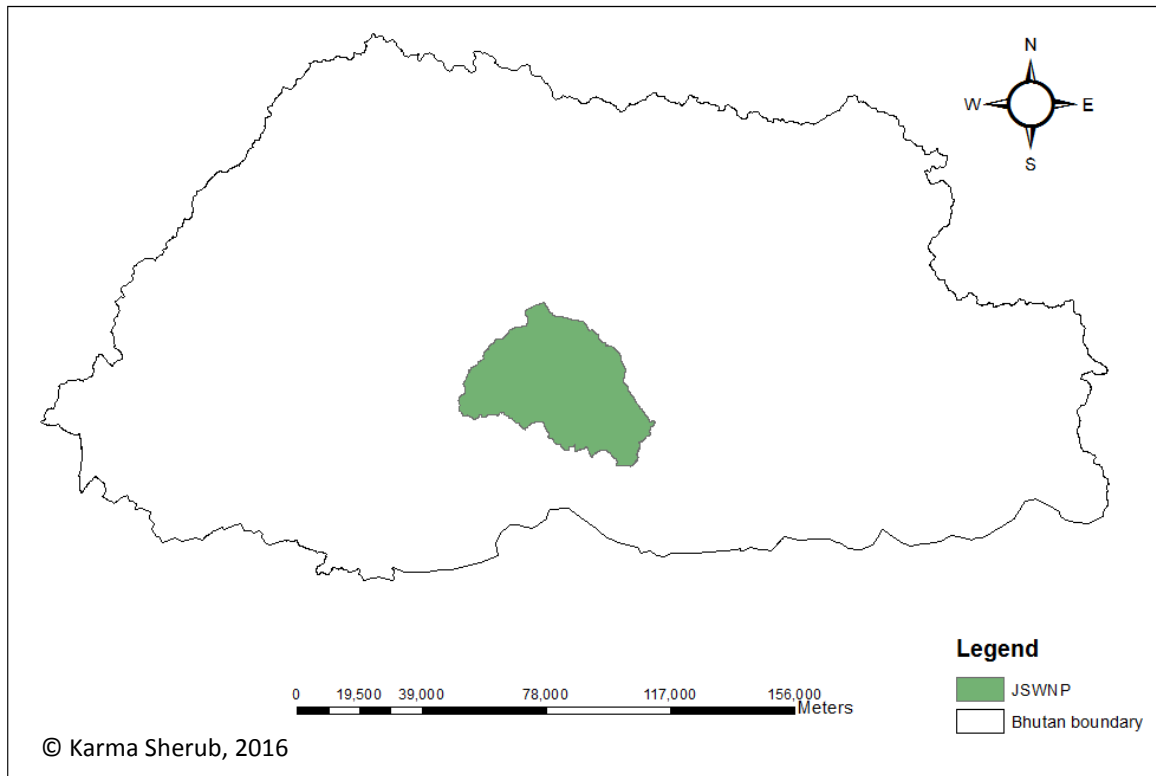 N
W E
S
Legend
JSWNP
Bhutan boundary
0 19,500 39,000 78,000 117,000 156,000
Meters
© Karma Sherub, 2016